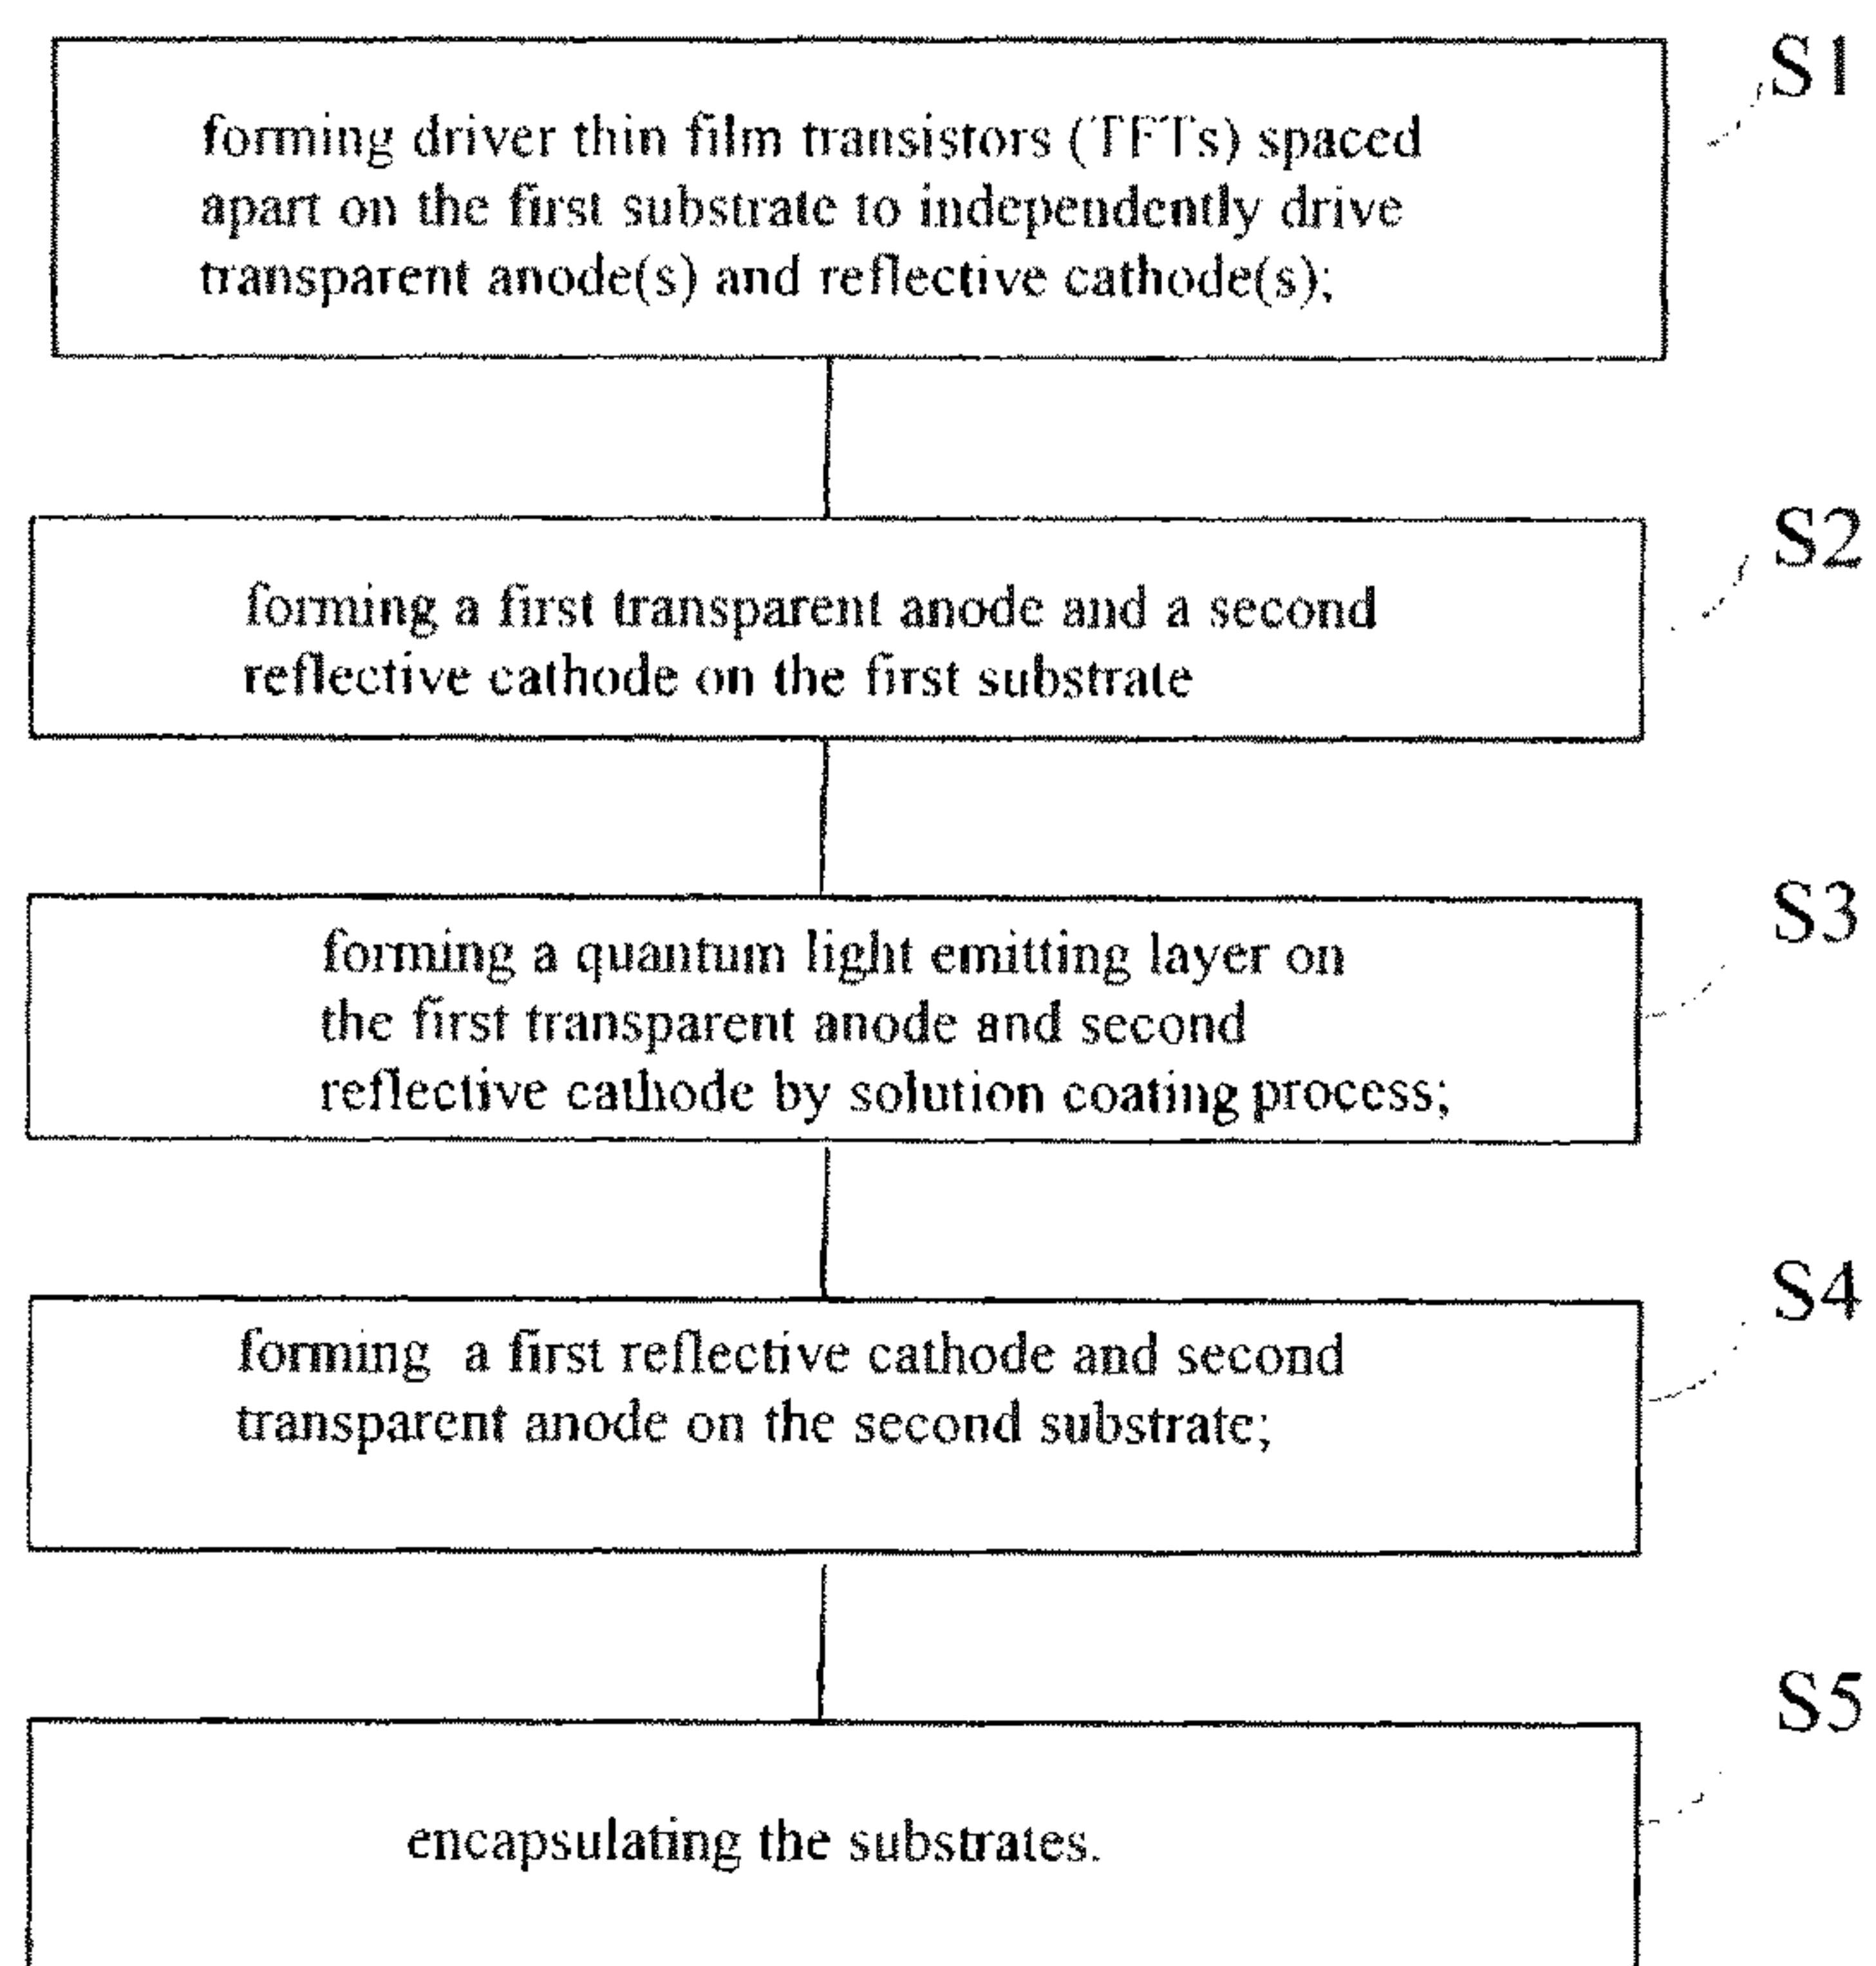 S1
forming driver thin film transistors (TFTs) spaced
apart on the first substrate to independently drive
transparent anode(s) and reflective cathode(s);
S2
forming a first transparent anode and a second
reflective cathode on the first substrate
S3
forming a quantum light emitting layer on
the first transparent anode and second
reflective cathode by solution coating process;
S4
forming a first reflective cathode and second
transparent anode on the second substrate;
S5
encapsulating the substrates.